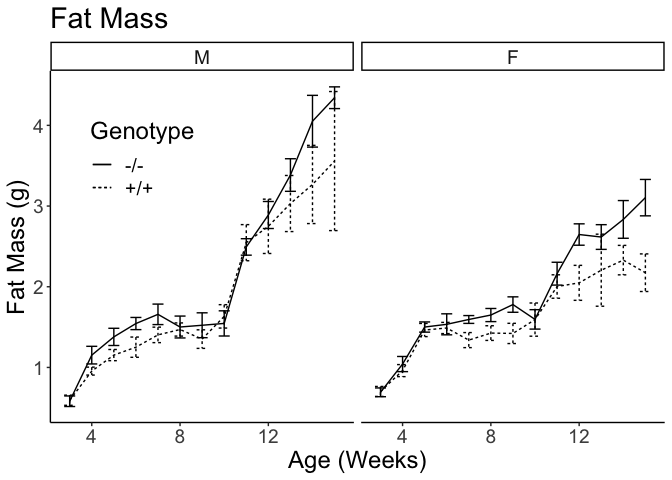 Fat Mass
M
F
Genotype
-/-
+/+
Fat Mass (g)
4
3
2
1
4
8
12
4
8
12
Age (Weeks)